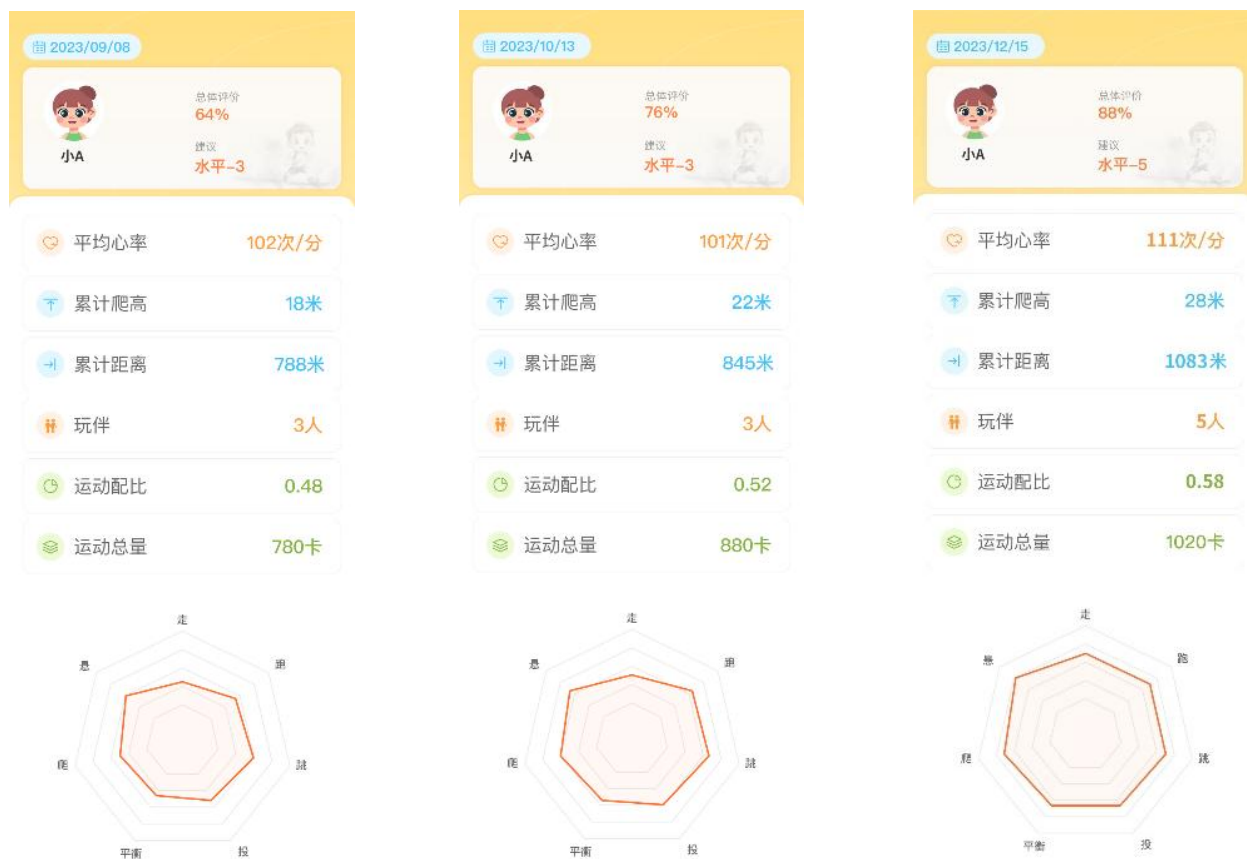 2023/09/08
总体评价
64%
建议
水平-3
小A
平均心率 102次/分
累计爬高 18米
累计距离 788米
玩伴 3人
运动配比 0.48
运动总量 780卡
走
悬 跑
爬 跳
平衡 投
2023/10/13
总体评价
76%
建议
水平-3
小A
平均心率 101次/分
累计爬高 22米
累计距离 845米
玩伴 3人
运动配比 0.52
运动总量 880卡
走
悬 跑
爬 跳
平衡 投
2023/12/15
总体评价
88%
建议
水平-5
小A
平均心率 111次/分
累计爬高 28米
累计距离 1083米
玩伴 5人
运动配比 0.58
运动总量 1020卡
走
悬 跑
爬 跳
平衡 投